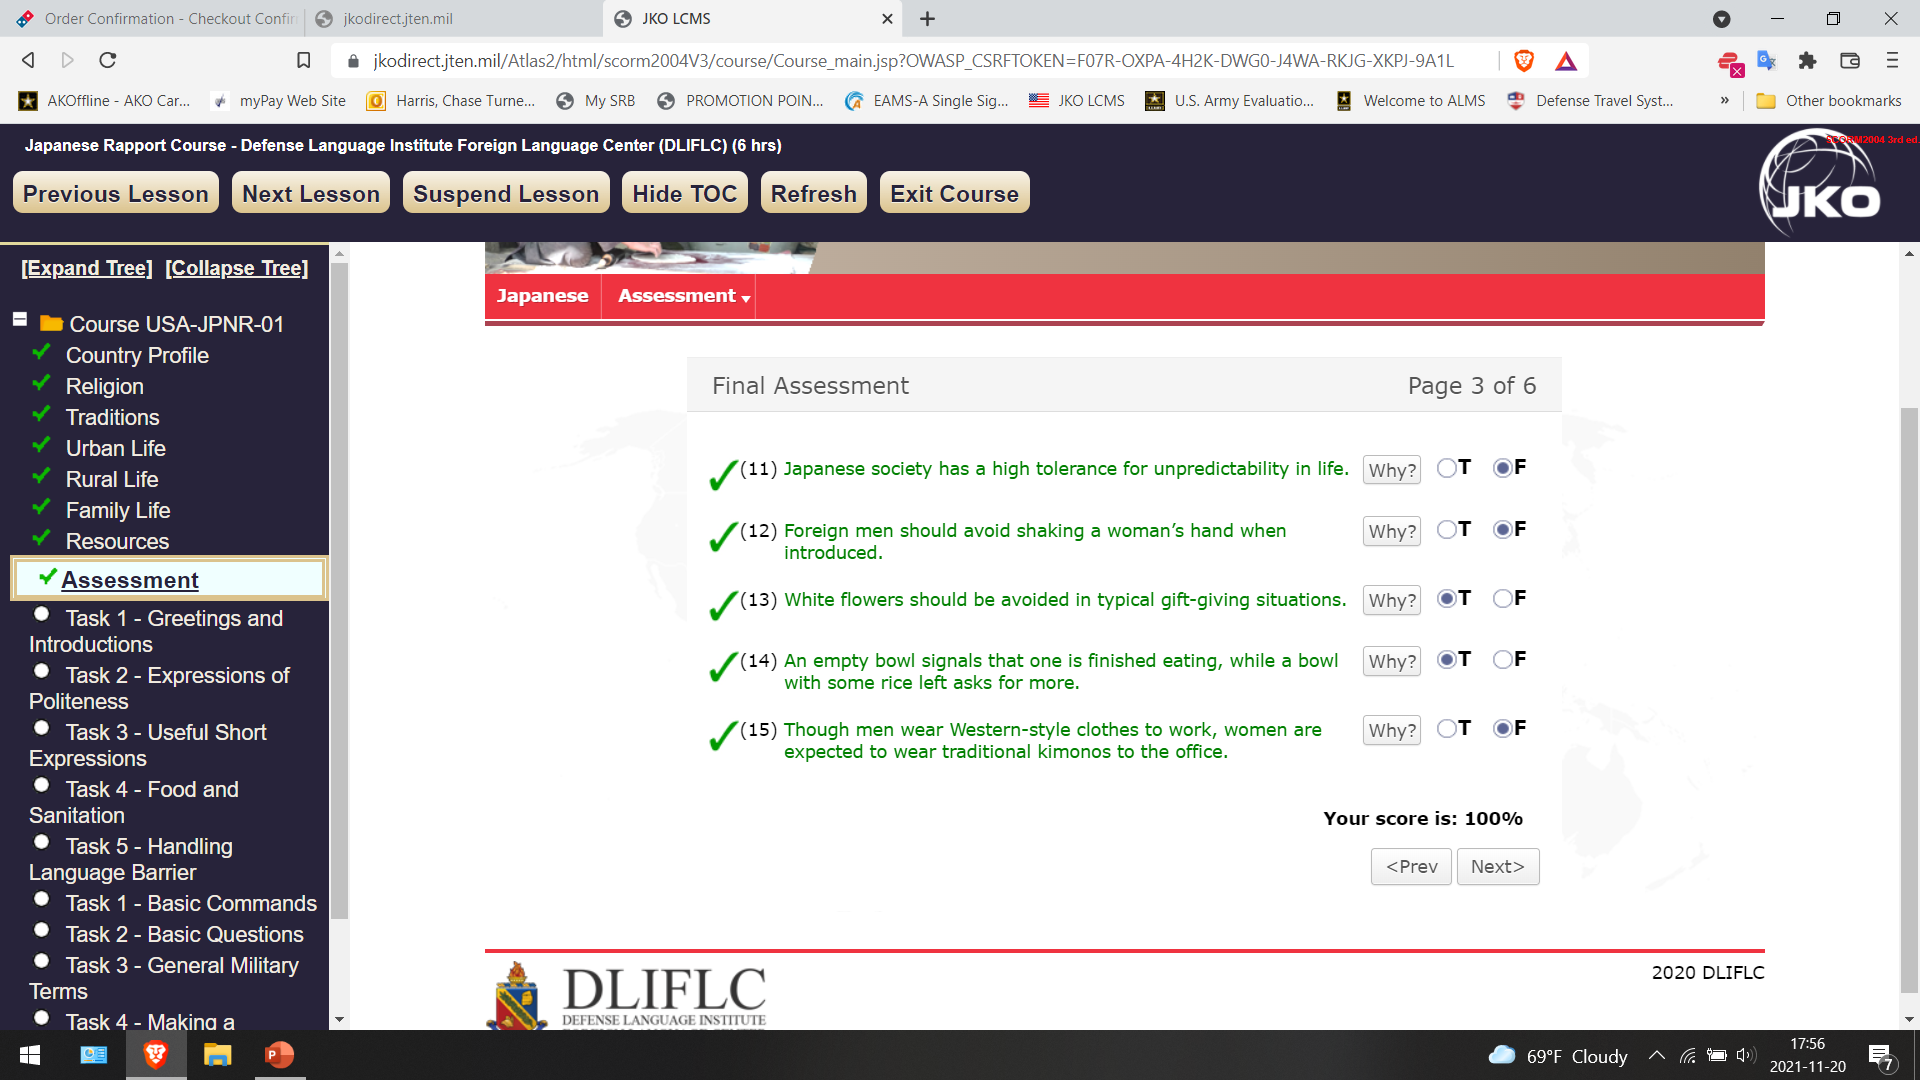 Order Confirmation - Checkout Confir
jkodirect.jten.mil
JKO LCMS
jkodirect.jten.mil/Atlas2/html/scorm2004V3/course/Course_main.jsp?OWASP_CSRFTOKEN=F07R-OXPA-4H2K-DWG0-J4WA-RKJG-XKPJ-9A1L
AKOffline - AKO Car...
myPay Web Site
Harris, Chase Turne...
My SRB
PROMOTION POIN...
EAMS-A Single Sig...
JKO LCMS
U.S. Army Evaluatio...
Welcome to ALMS
Defense Travel Syst...
»
Other bookmarks
Japanese Rapport Course - Defense Language Institute Foreign Language Center (DLIFLC) (6 hrs)
SCORM2004 3rd ed.
JKO
Previous Lesson
Next Lesson
Suspend Lesson
Hide TOC
Refresh
Exit Course
[Expand Tree] [Collapse Tree]
Course USA-JPNR-01
Country Profile
Religion
Traditions
Urban Life
Rural Life
Family Life
Resources
Assessment
Task 1 - Greetings and
Introductions
Task 2 - Expressions of
Politeness
Task 3 - Useful Short
Expressions
Task 4 - Food and
Sanitation
Task 5 - Handling
Language Barrier
Task 1 - Basic Commands
Task 2 - Basic Questions
Task 3 - General Military
Terms
Task 4 - Making a
Japanese
Assessment
Final Assessment
Page 3 of 6
(11) Japanese society has a high tolerance for unpredictability in life. Why? T F
(12) Foreign men should avoid shaking a woman’s hand when Why? T F
introduced.
(13) White flowers should be avoided in typical gift-giving situations. Why? T F
(14) An empty bowl signals that one is finished eating, while a bowl Why? T F
with some rice left asks for more.
(15) Though men wear Western-style clothes to work, women are Why? T F
expected to wear traditional kimonos to the office.
Your score is: 100%
<Prev
Next>
2020 DLIFLC
DLIFLC
DEFENSE LANGUAGE INSTITUTE
FOREIGN LANGUAGE CENTER
P
69°F Cloudy
17:56
2021-11-20
7